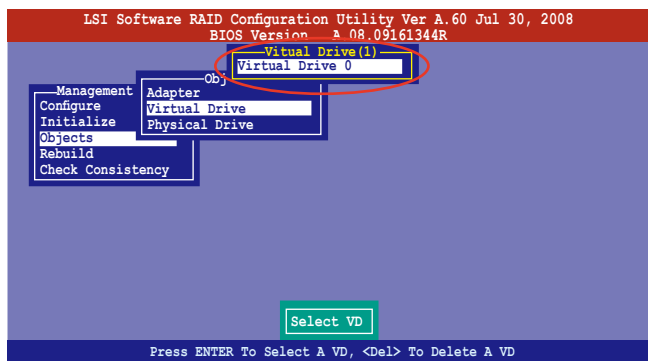 LSI Software RAID Configuration Utility Ver A.60 Jul 30, 2008
BIOS Version A.08.09161344R
Vitual Drive(1)
Virtual Drive 0
Obj
Adapter
Virtual Drive
Physical Drive
Management
Configure
Initialize
Objects
Rebuild
Check Consistency
Select VD
Press ENTER To Select A VD, <Del> To Delete A VD